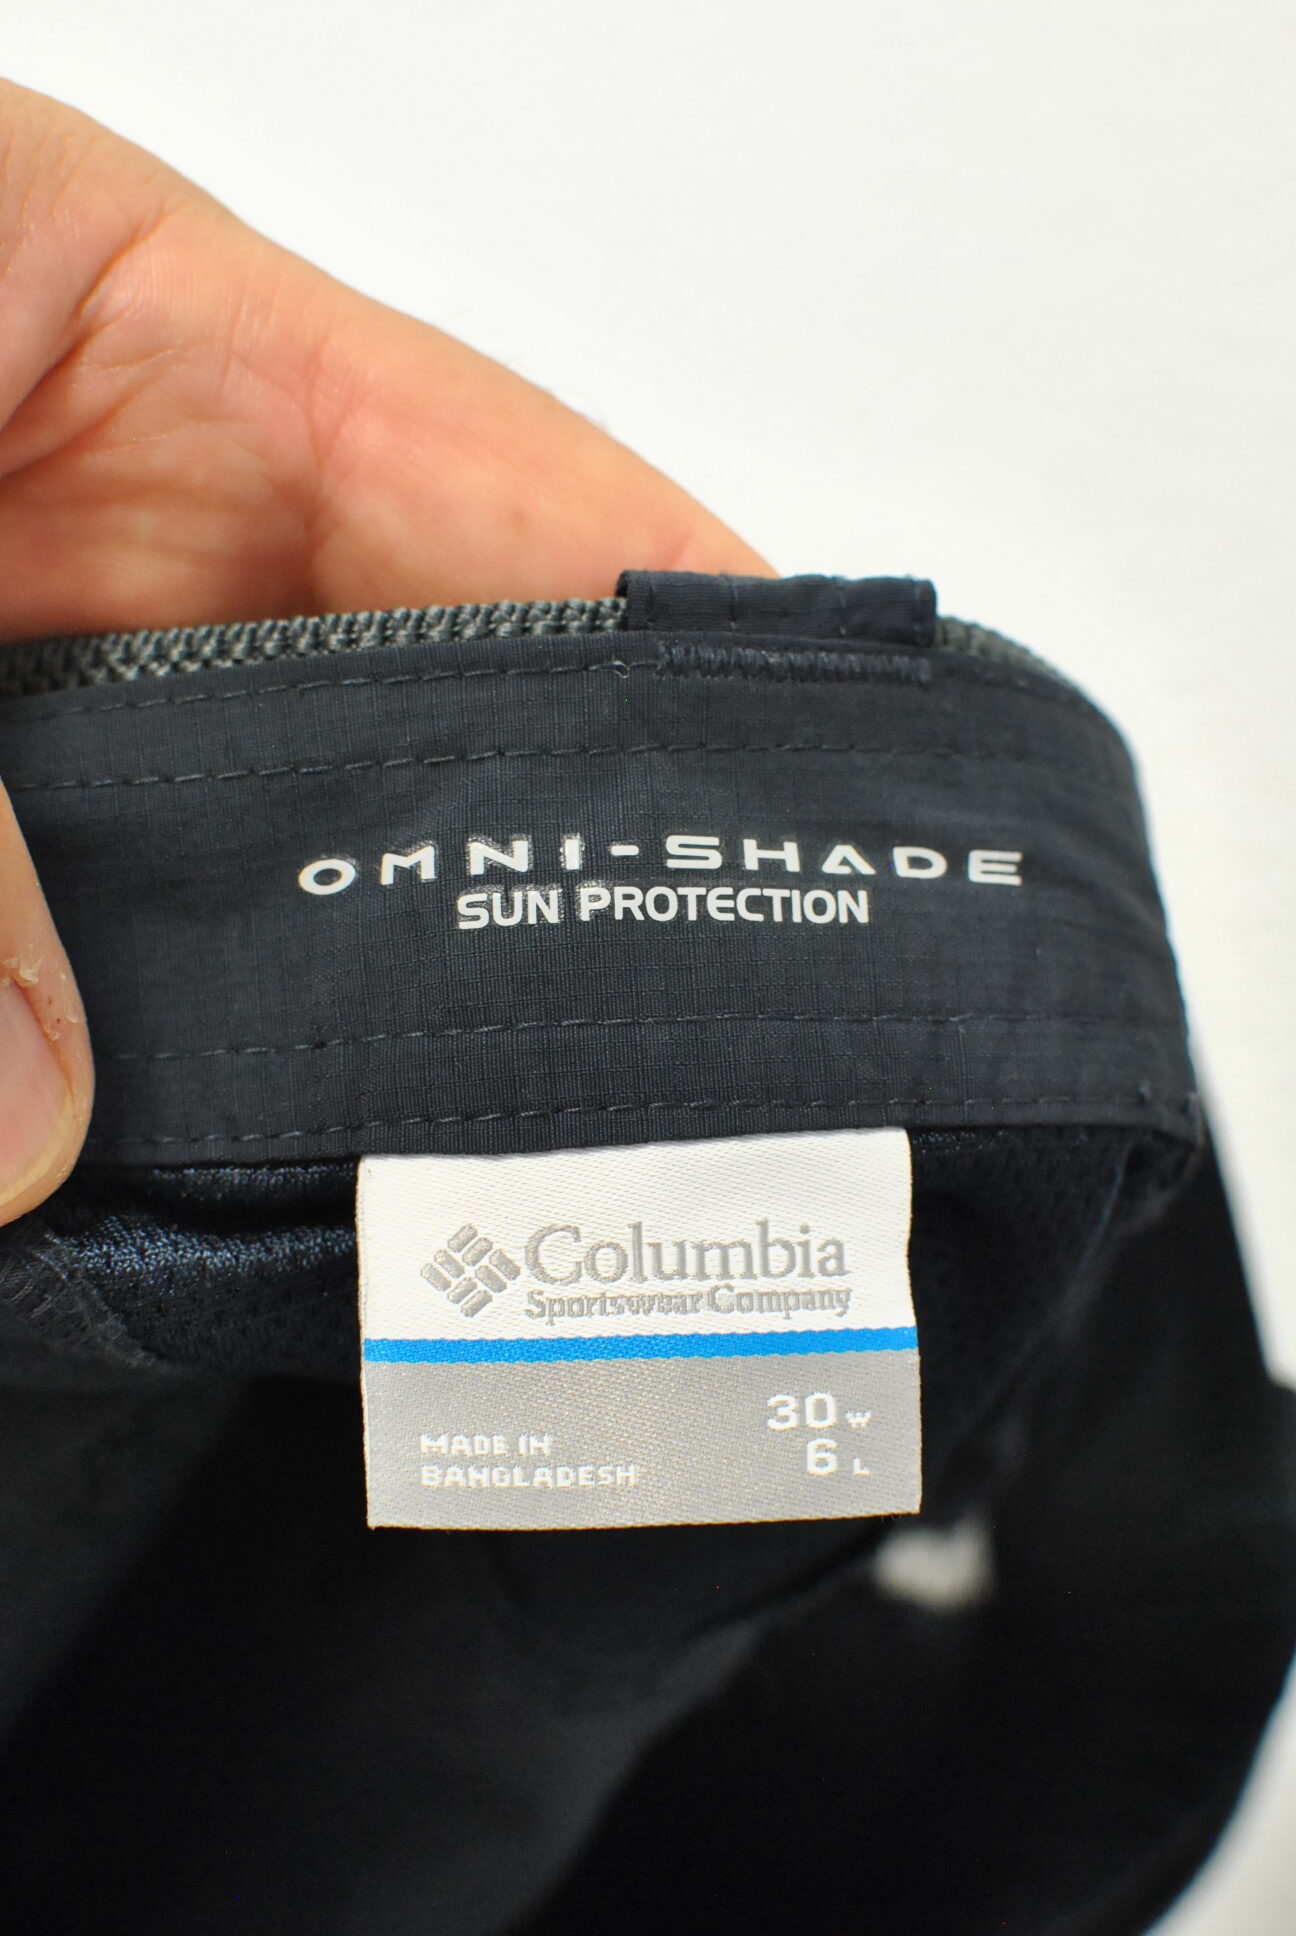 OMNI-SHADE
SUN PROTECTION
Columbia
Sportswear Company
30 W
6 L
MADE IN
BANGLADESH